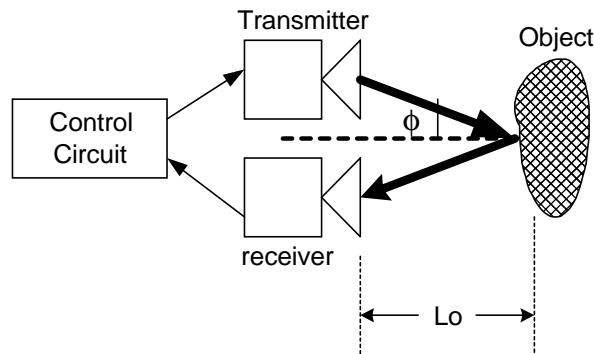 Transmitter
Object
Control
Circuit
ϕ
receiver
Lo